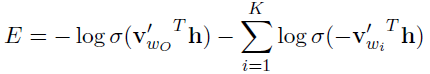 E = − log σ(v′_{w_O}^T h) − ∑_{i=1}^{K} log σ(−v′_{w_i}^T h)